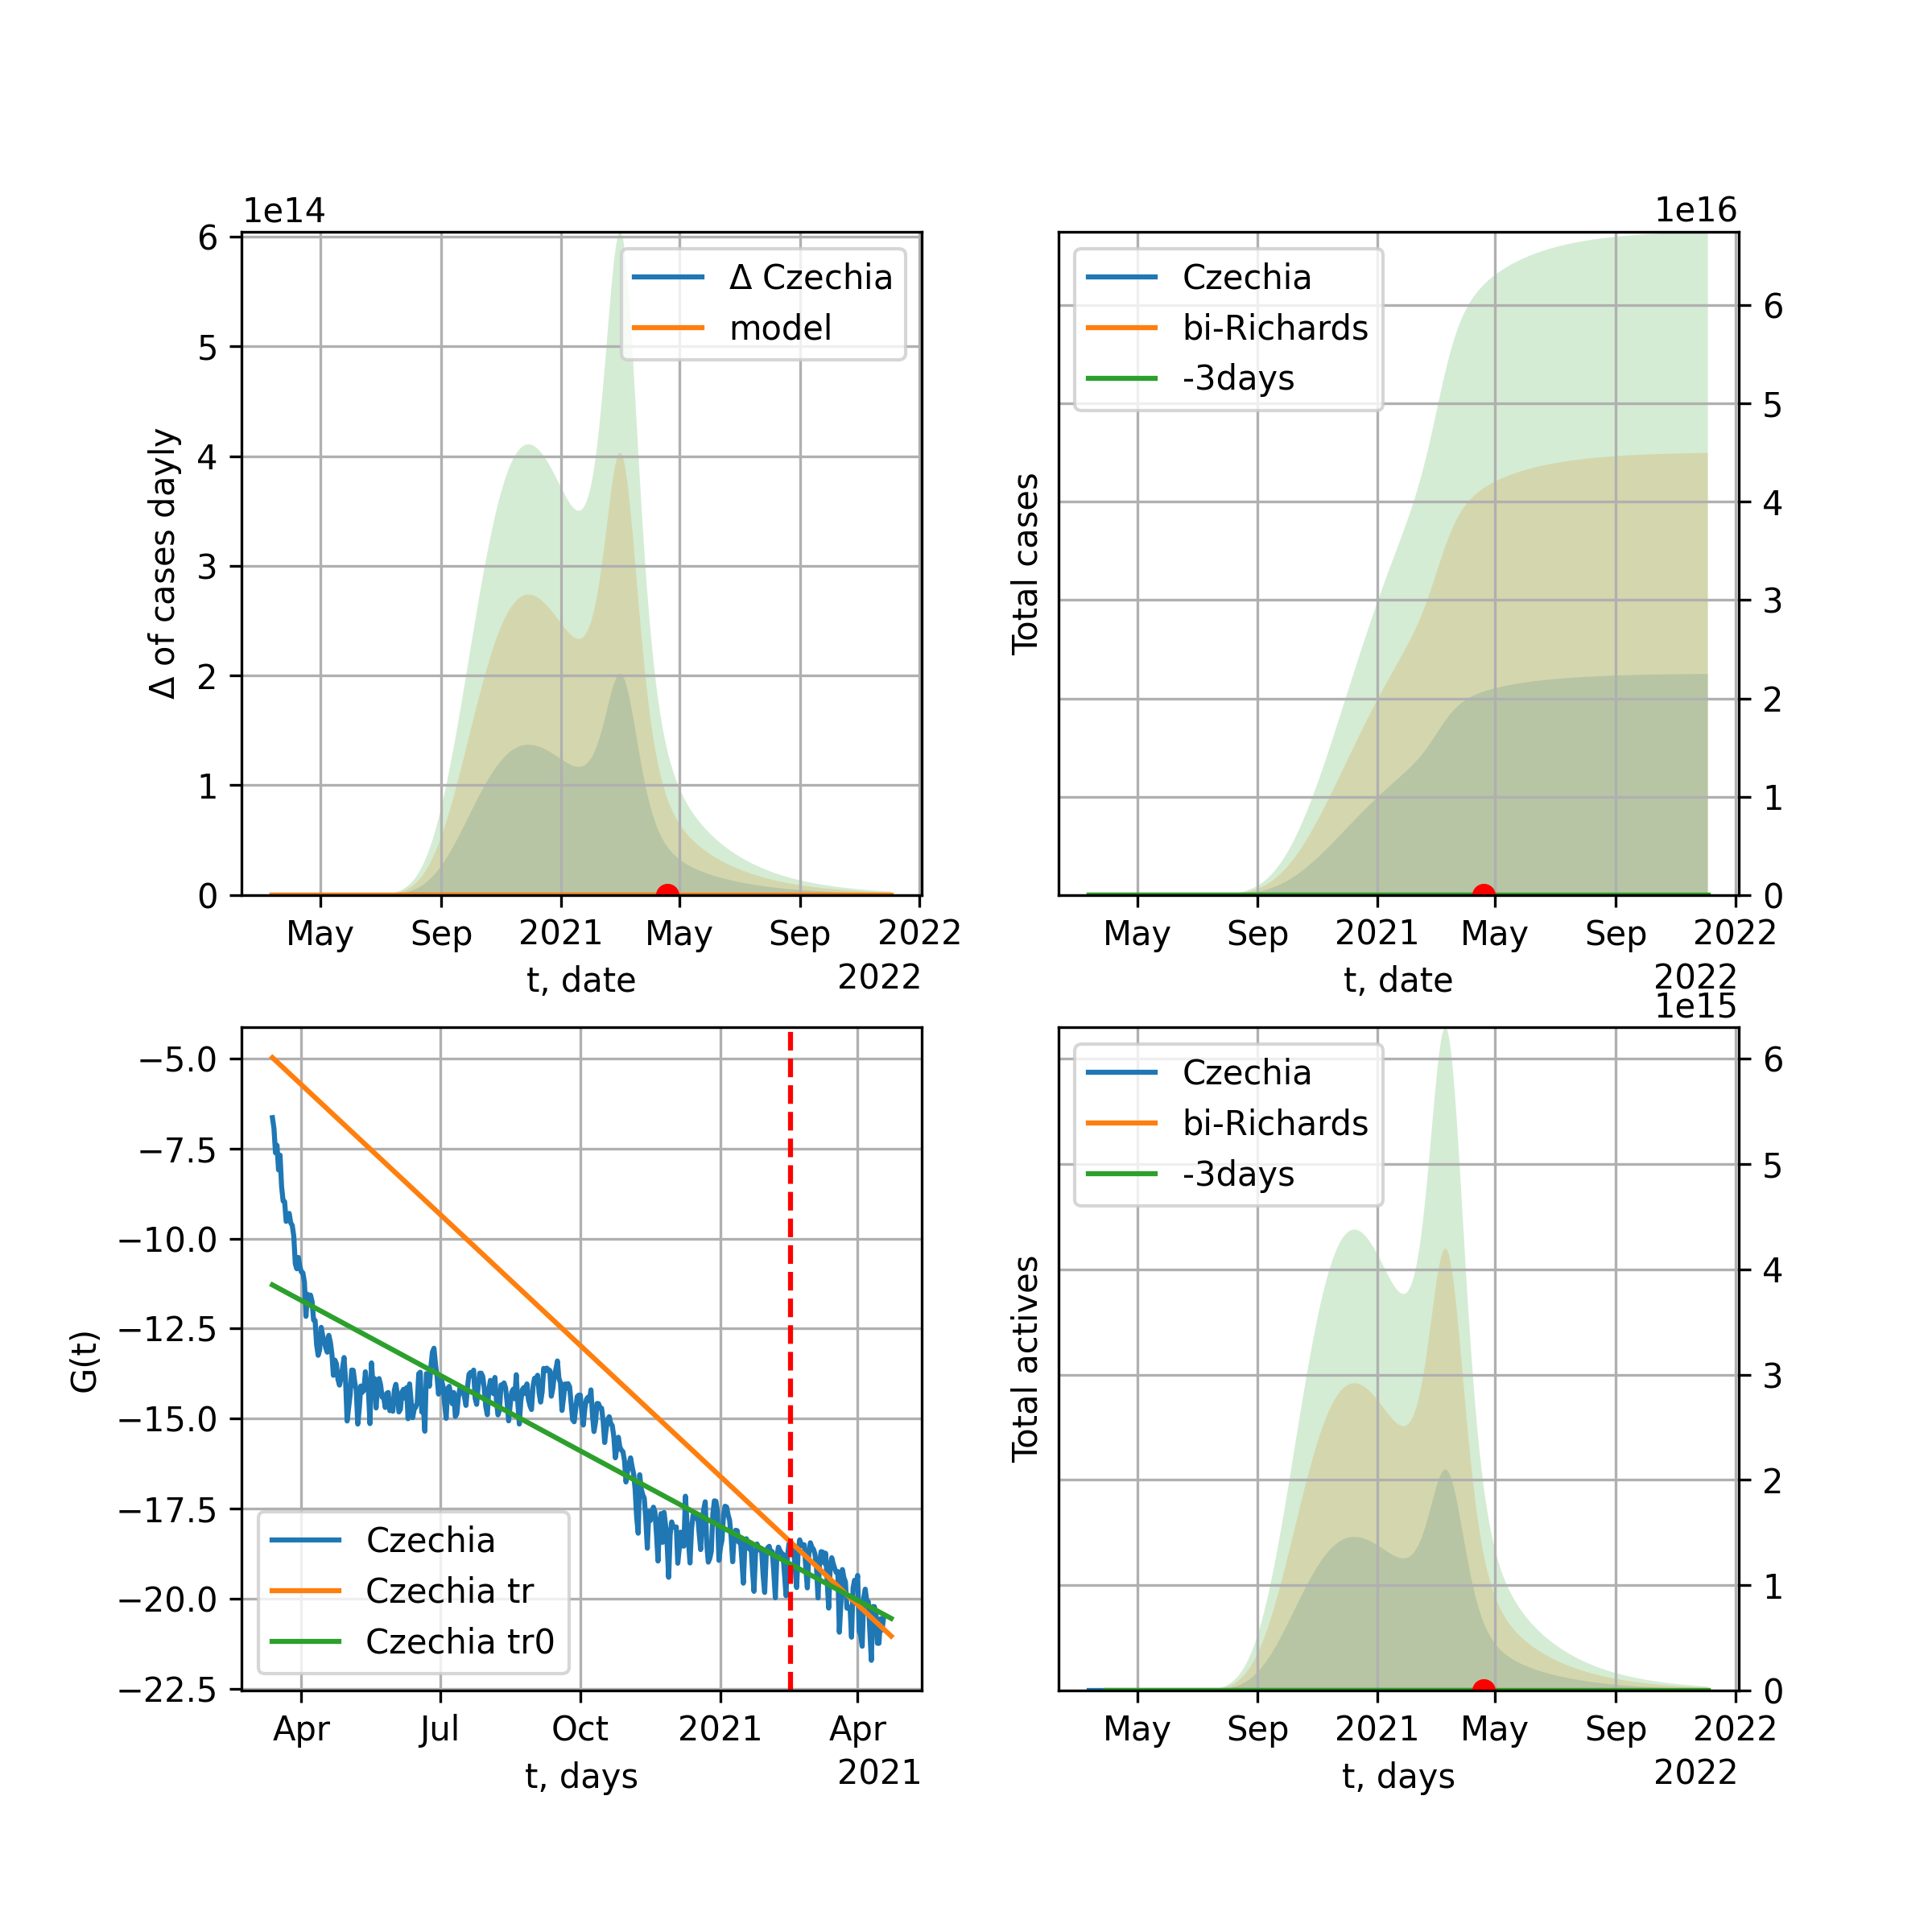 1e14
Δ of cases dayly
6
5
4
3
2
1
0
Δ Czechia
model
May Sep 2021 May Sep 2022
t, date
2022
1e16
Total cases
Czechia
bi-Richards
-3days
6
5
4
3
2
1
0
May Sep 2021 May Sep 2022
t, date
2022
G(t)
−5.0
−7.5
−10.0
−12.5
−15.0
−17.5
−20.0
−22.5
Czechia
Czechia tr
Czechia tr0
Apr Jul Oct 2021 Apr
t, days
2021
1e15
Total actives
Czechia
bi-Richards
-3days
6
5
4
3
2
1
0
May Sep 2021 May Sep 2022
t, days
2022